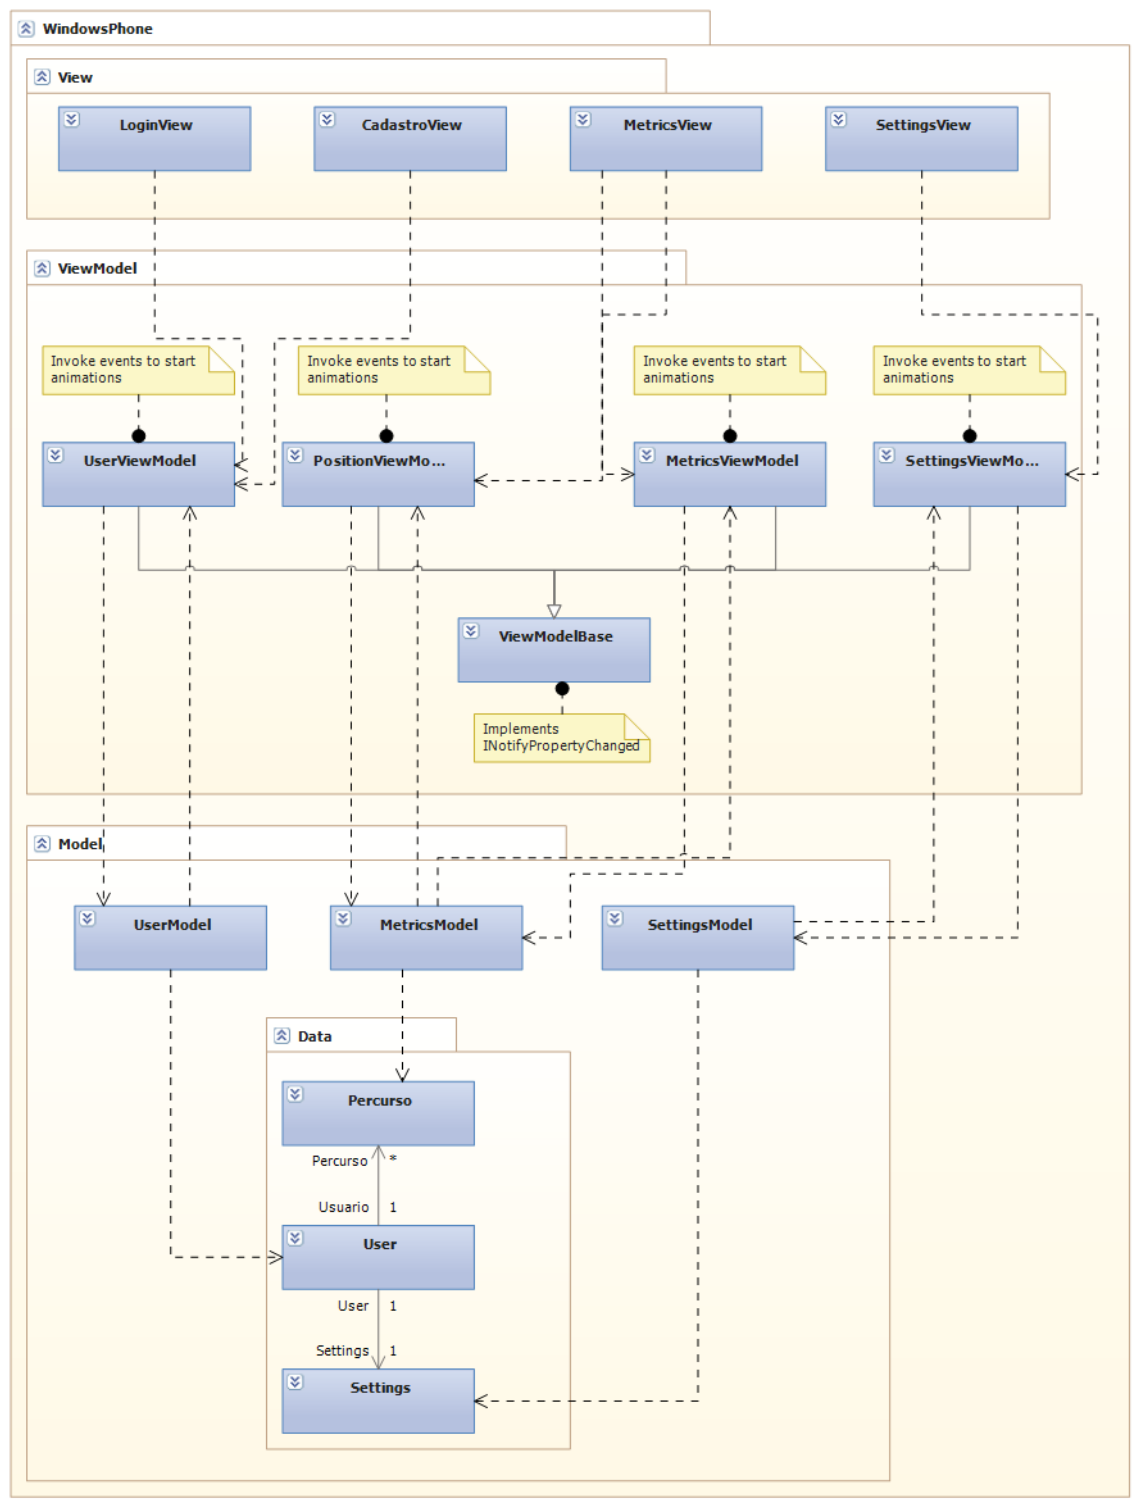 WindowsPhone
View
LoginView
CadastroView
MetricsView
SettingsView
ViewModel
Invoke events to start
animations
Invoke events to start
animations
Invoke events to start
animations
Invoke events to start
animations
UserViewModel
PositionViewMo...
MetricsViewModel
SettingsViewMo...
ViewModelBase
Implements
INotifyPropertyChanged
Model
UserModel
MetricsModel
SettingsModel
Data
Percurso
Percurso *
Usuario 1
User
User 1
Settings 1
Settings